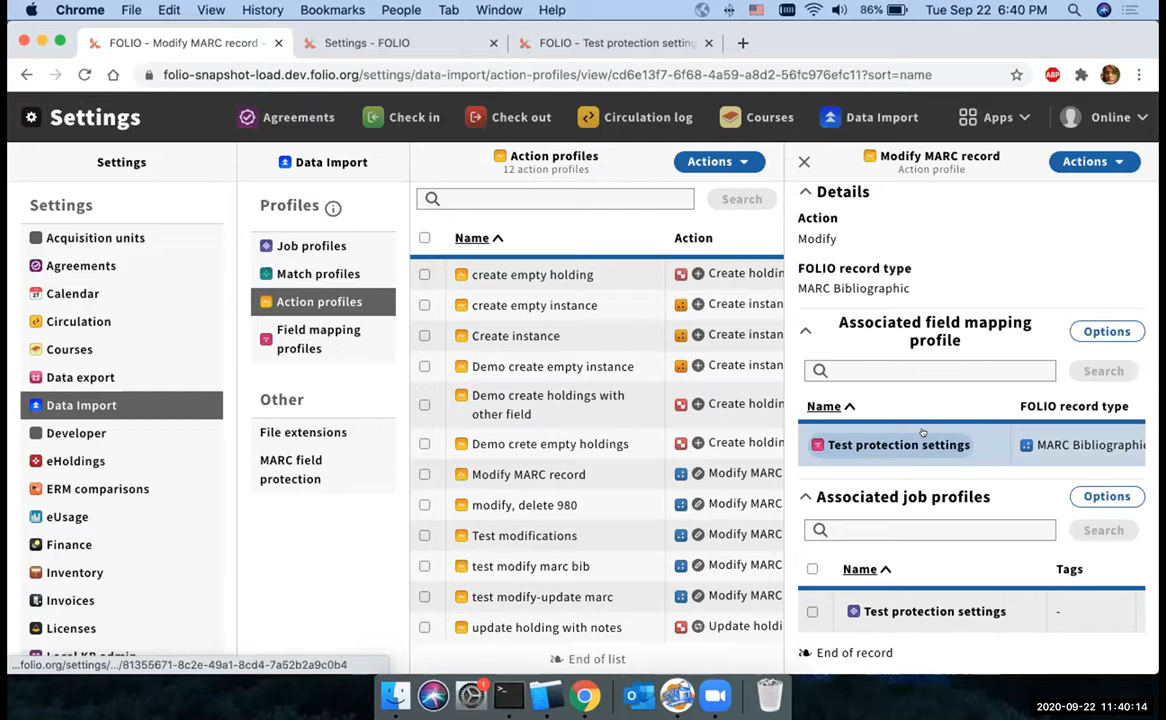 Chrome File Edit View History Bookmarks People Tab Window Help 86% Tue Sep 22 6:40 PM
FOLIO - Modify MARC record - Settings - FOLIO FOLIO - Test protection settin
folio-snapshot-load.dev.folio.org/settings/data-import/action-profiles/view/cd6e13f7-6f68-4a59-a8d2-56fc976efc11?sort=name
ABP
Settings Agreements Check in Check out Circulation log Courses Data Import Apps Online
Settings
Settings
Acquisition units
Agreements
Calendar
Circulation
Courses
Data export
Data Import
Developer
eHoldings
ERM comparisons
eUsage
Finance
Inventory
Invoices
Licenses
...folio.org/settings/.../81355671-8c2e-49a1-8cd4-7a52b2a9c0b4
Data Import
Profiles
Job profiles
Match profiles
Action profiles
Field mapping
profiles
Other
File extensions
MARC field
protection
Action profiles
12 action profiles
Actions
Search
Name Action
create empty holding Create holdin
create empty instance Create instan
Create instance Create instan
Demo create empty instance Create instan
Demo create holdings with
other field Create holdin
Demo crete empty holdings Create holdin
Modify MARC record Modify MARC
modify, delete 980 Modify MARC
Test modifications Modify MARC
test modify marc bib Modify MARC
test modify-update marc Modify MARC
update holding with notes Update holdi
End of list
Modify MARC record
Action profile
Actions
Details
Action
Modify
FOLIO record type
MARC Bibliographic
Associated field mapping
profile
Options
Search
Name FOLIO record type
Test protection settings MARC Bibliographi
Associated job profiles Options
Search
Name Tags
Test protection settings -
End of record
1
2020-09-22 11:40:14